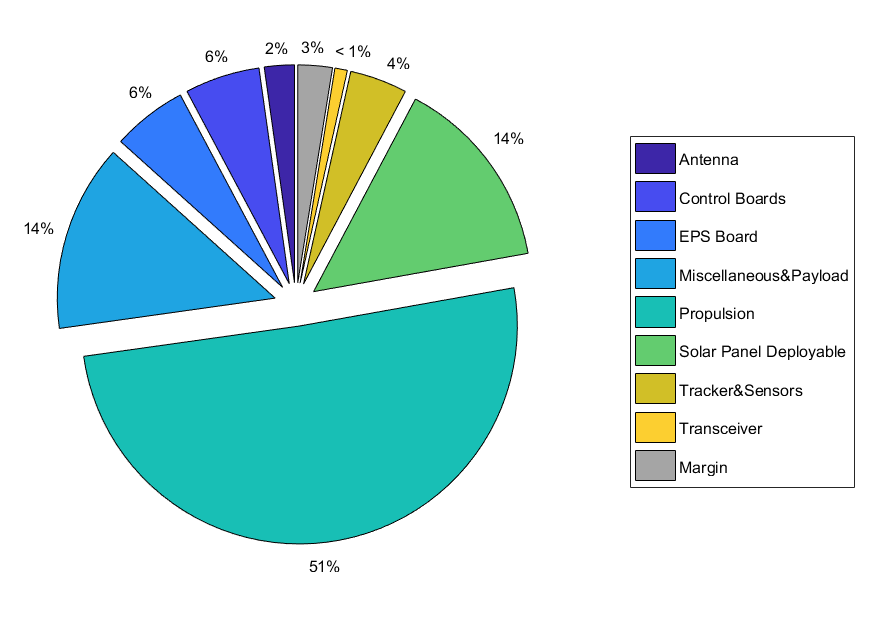 6%
2%
3%
< 1%
4%
6%
14%
14%
51%
Antenna
Control Boards
EPS Board
Miscellaneous&Payload
Propulsion
Solar Panel Deployable
Tracker&Sensors
Transceiver
Margin